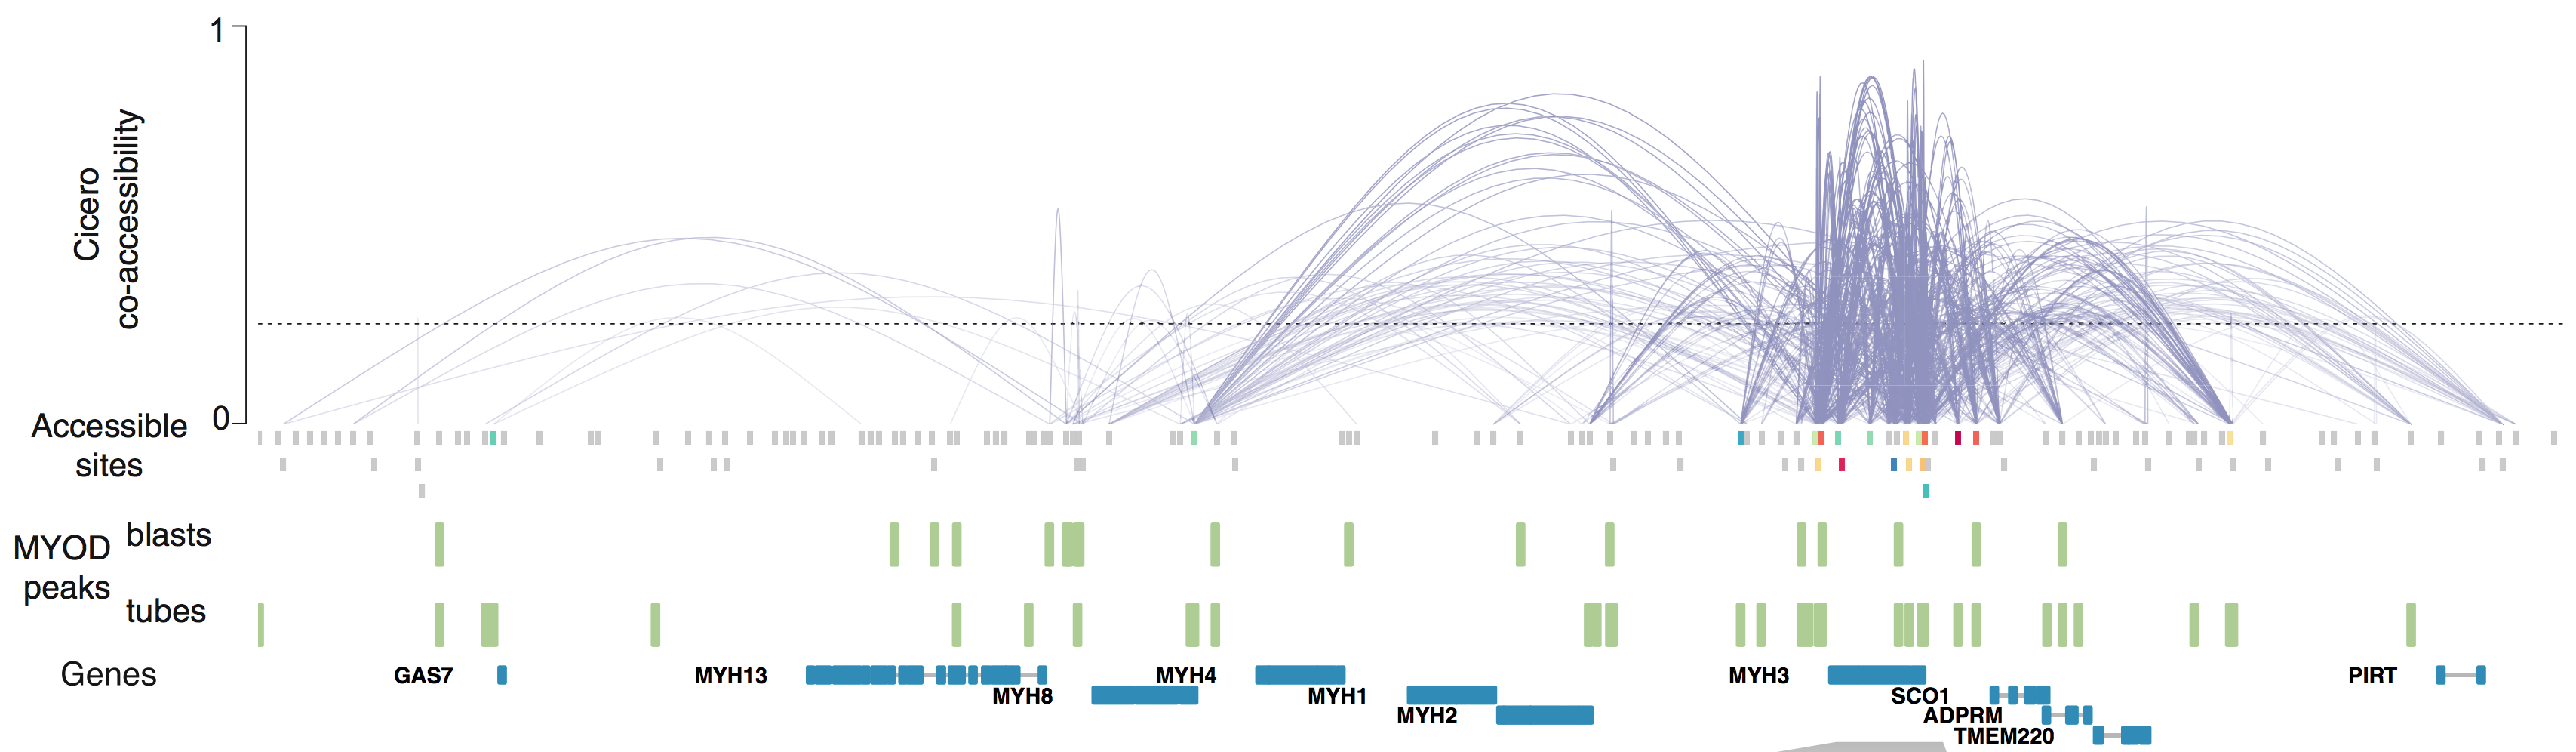 1
Cicero
co-accessibility
0
Accessible
sites
MYOD
peaks
blasts
tubes
Genes
GAS7
MYH13
MYH8
MYH4
MYH1
MYH2
MYH3
SCO1
ADPRM
TMEM220
PIRT